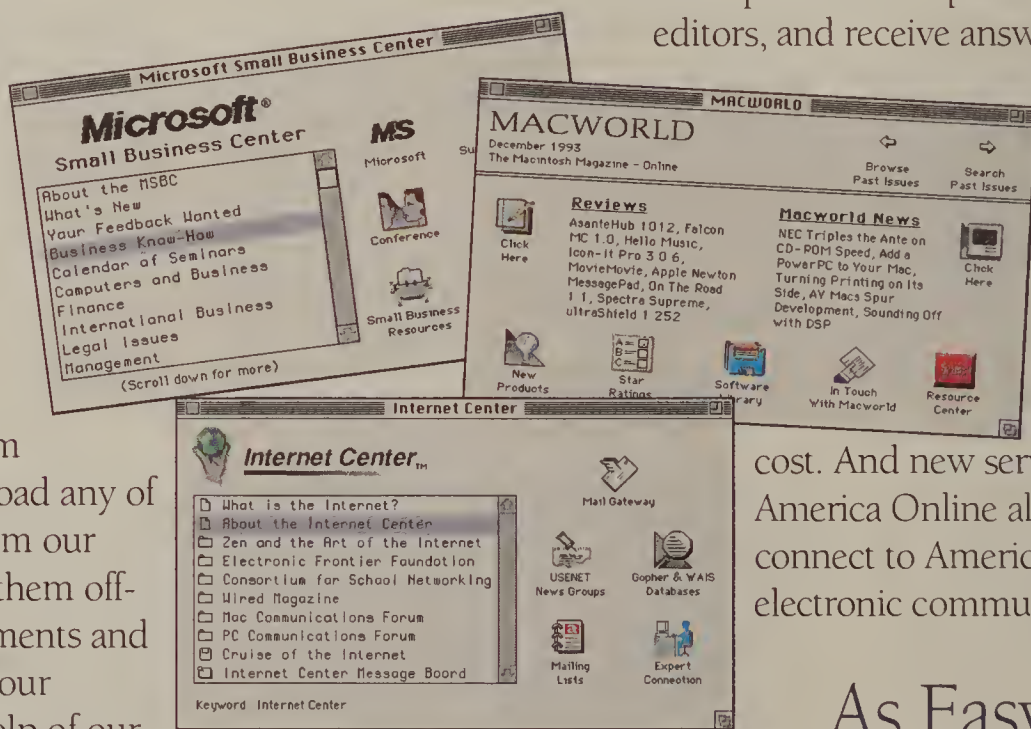 editors, and receive answ
Microsoft Small Business Center
Microsoft®
Small Business Center
About the MSBC
What's New
Your Feedback Wanted
Business Know-How
Calendar of Seminars
Computers and Business
Finance
International Business
Legal Issues
Management
(Scroll down for more)
MS
Microsoft
Su
Conference
Small Business
Resources
MACWORLD
MACWORLD
December 1993
The Macintosh Magazine - Online
Browse
Past Issues
Search
Past Issues
Click
Here
Reviews
AsanteHub 1012, Falcon
MC 1.0, Hello Music,
Icon-It Pro 3 0 6,
MovieMovie, Apple Newton
MessagePad, On The Road
1 1, Spectre Supreme,
ultraShield 1 252
Macworld News
NEC Triples the Ante on
CD-ROM Speed, Add a
PowerPC to Your Mac,
Turning Printing on Its
Side, AV Macs Spur
Development, Sounding Off
with DSP
Click
Here
New
Products
Star
Ratings
Software
Library
In Touch
With Macworld
Resource
Center
m
oad any of
m our
them off-
ments and
our
elp of our
Internet Center
Internet Center™
What is the Internet?
About the Internet Center
Zen and the Art of the Internet
Electronic Frontier Foundation
Consortium for School Networking
Wired Magazine
Mac Communications Forum
PC Communications Forum
Cruise of the Internet
Internet Center Message Board
Keyword Internet Center
Mail Gateway
USENET
News Groups
Gopher & WAIS
Databases
Mailing
Lists
Expert
Connection
cost. And new ser
America Online al
connect to Americ
electronic commu
As Easy